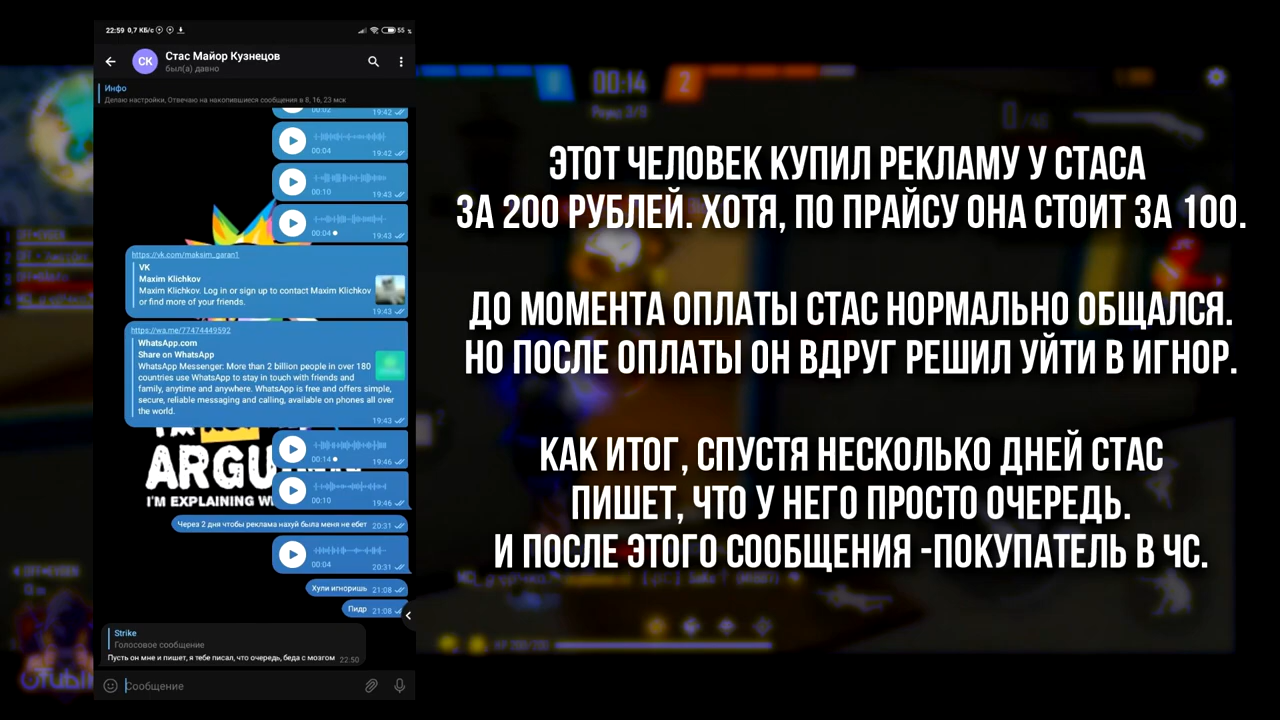 22:59 0,7 КБ/с
55
СК
Стас Майор Кузнецов
был(а) давно
Инфо
Делаю настройки, Отвечаю на накопившиеся сообщения в 8, 16, 23 мск
00:02 19:42
00:04 19:42
00:10 19:43
00:04 19:43
https://vk.com/maksim_garan1
VK
Maxim Klichkov
Maxim Klichkov. Log in or sign up to contact Maxim Klichkov
or find more of your friends.
19:43
https://wa.me/77474449592
WhatsApp.com
Share on WhatsApp
WhatsApp Messenger: More than 2 billion people in over 180
countries use WhatsApp to stay in touch with friends and
family, anytime and anywhere. WhatsApp is free and offers simple,
secure, reliable messaging and calling, available on phones all over
the world.
19:43
ARGU
00:14 19:46
I'M EXPLAINING
00:10 19:46
Через 2 дня чтобы реклама нахуй была меня не ебет 20:31
00:04 20:31
Хули игноришь 21:08
Пидр 21:08
Strike
Голосовое сообщение
Пусть он мне и пишет, я тебе писал, что очередь, беда с мозгом 22:50
Сообщение
00:14
2
ЭТОТ ЧЕЛОВЕК КУПИЛ РЕКЛАМУ У СТАСА
ЗА 200 РУБЛЕЙ. ХОТЯ, ПО ПРАЙСУ ОНА СТОИТ ЗА 100.
ДО МОМЕНТА ОПЛАТЫ СТАС НОРМАЛЬНО ОБЩАЛСЯ.
НО ПОСЛЕ ОПЛАТЫ ОН ВДРУГ РЕШИЛ УЙТИ В ИГНОР.
КАК ИТОГ, СПУСТЯ НЕСКОЛЬКО ДНЕЙ СТАС
ПИШЕТ, ЧТО У НЕГО ПРОСТО ОЧЕРЕДЬ.
И ПОСЛЕ ЭТОГО СООБЩЕНИЯ -ПОКУПАТЕЛЬ В ЧС.